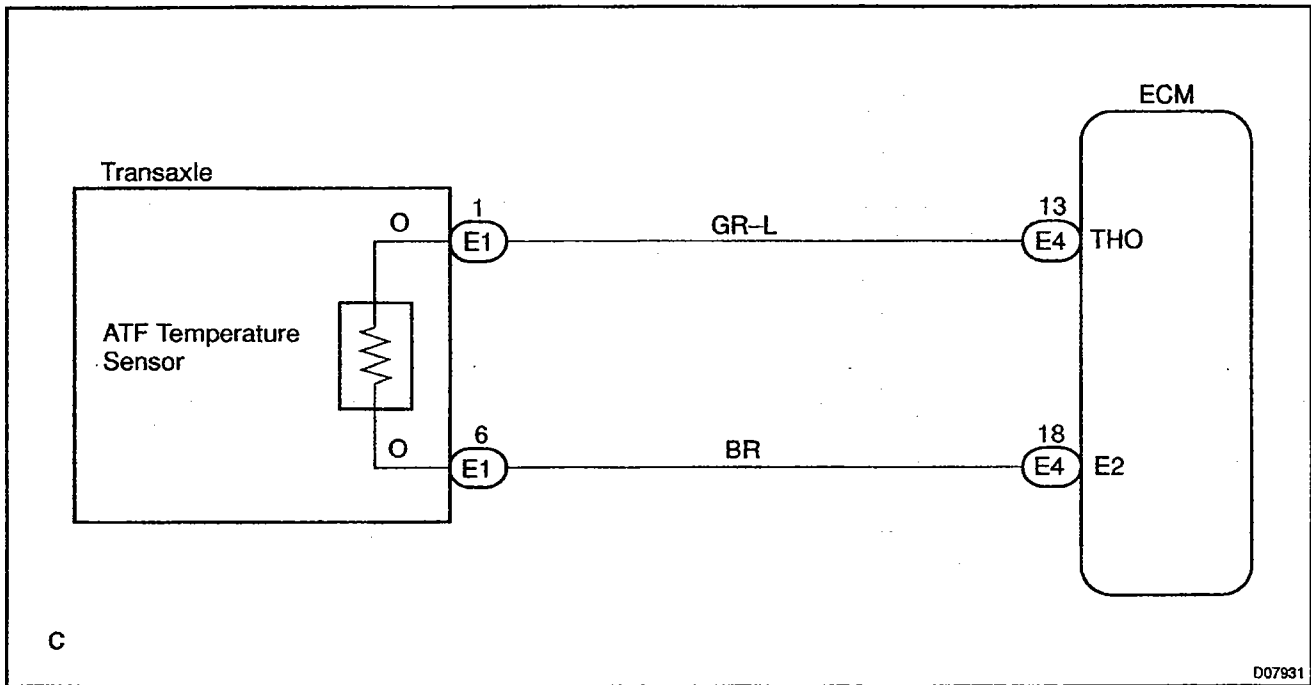 ECM
Transaxle
O
1
E1
GR-L
13
E4
THO
ATF Temperature
Sensor
O
6
E1
BR
18
E4
E2
C
D07931